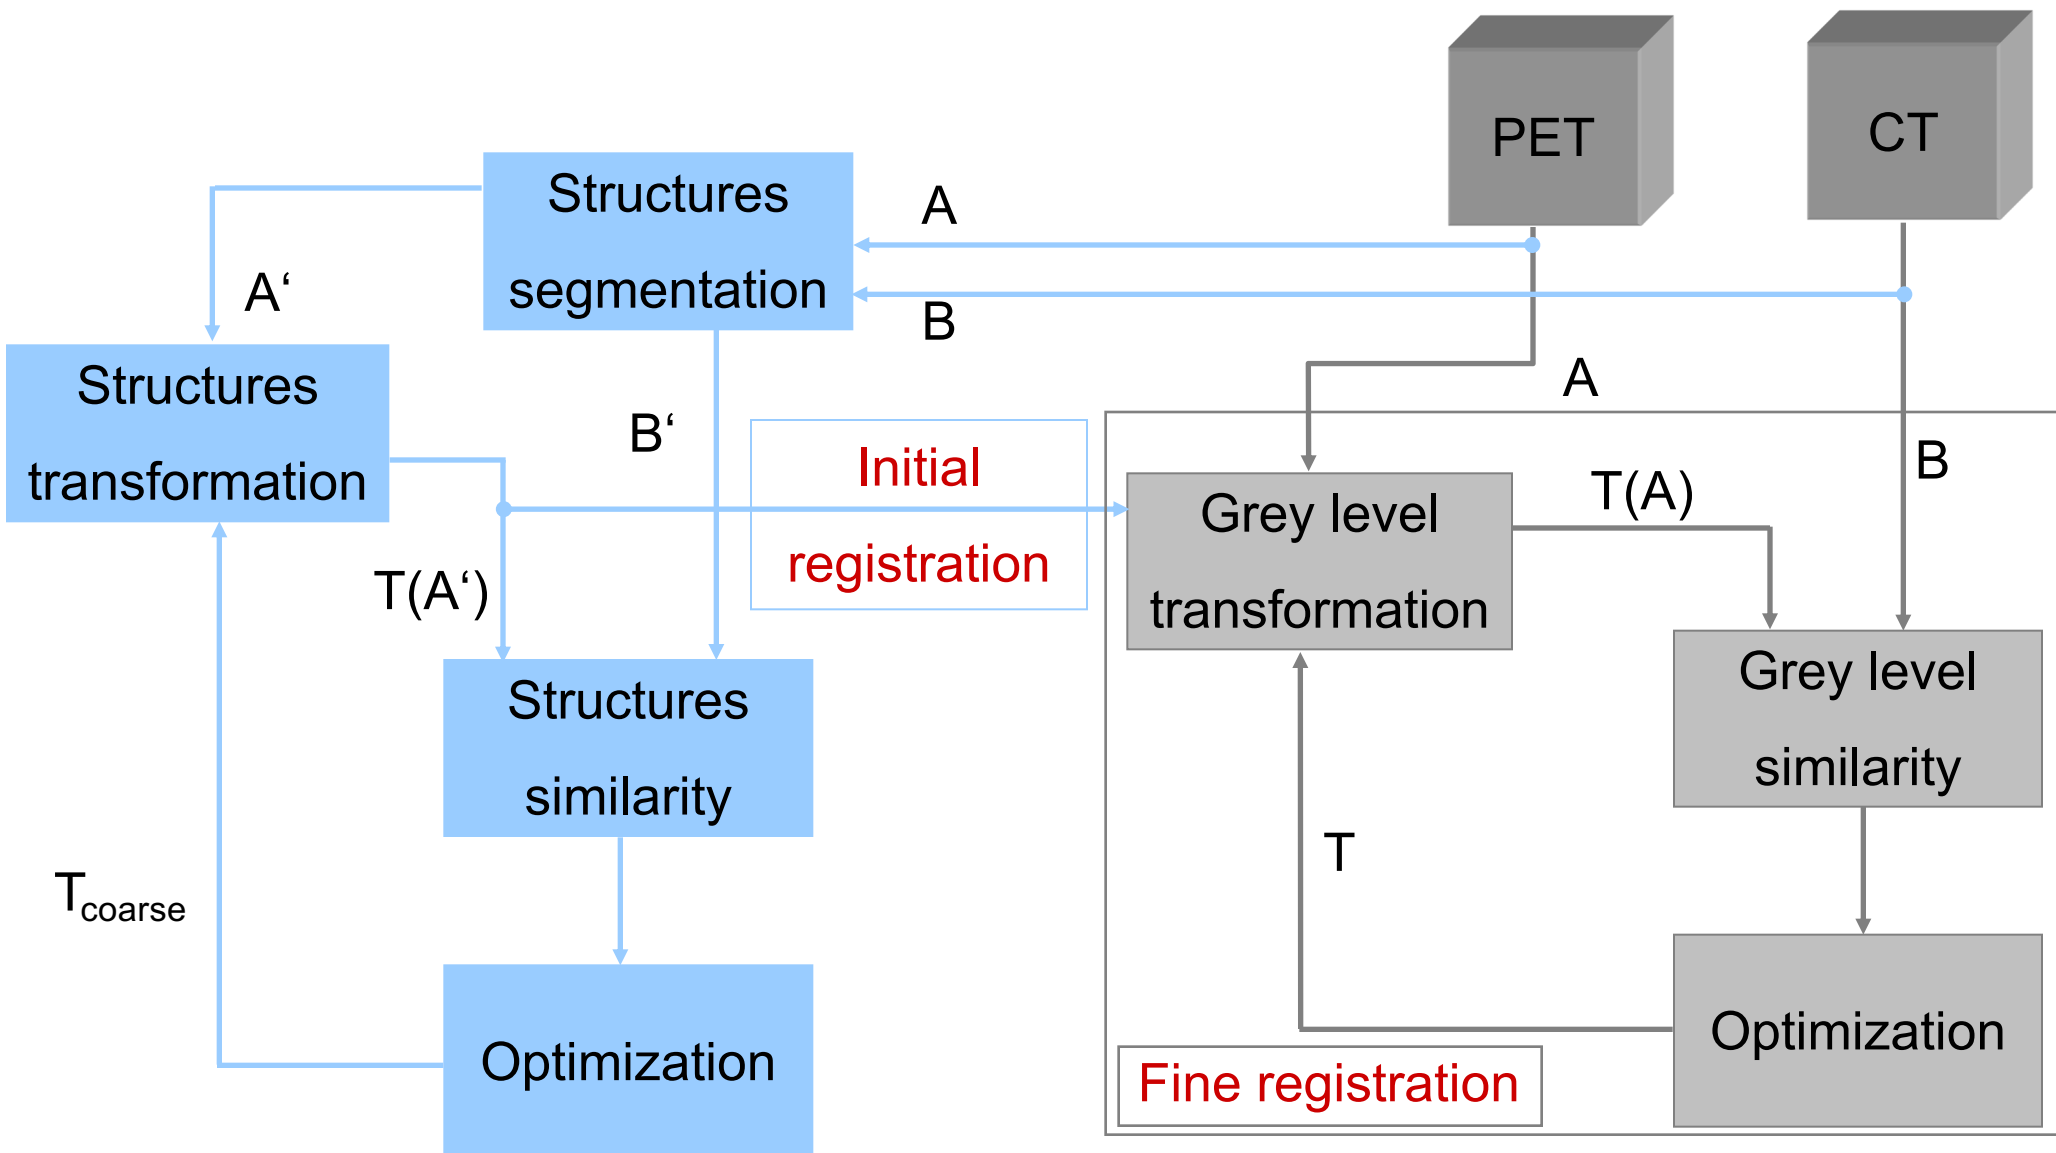 PET
CT
Structures
segmentation
A
B
A‘
Structures
transformation
B‘
A
Initial
registration
B
Grey level
transformation
T(A)
T(A‘)
Structures
similarity
Grey level
similarity
T
Tcoarse
Optimization
Optimization
Fine registration